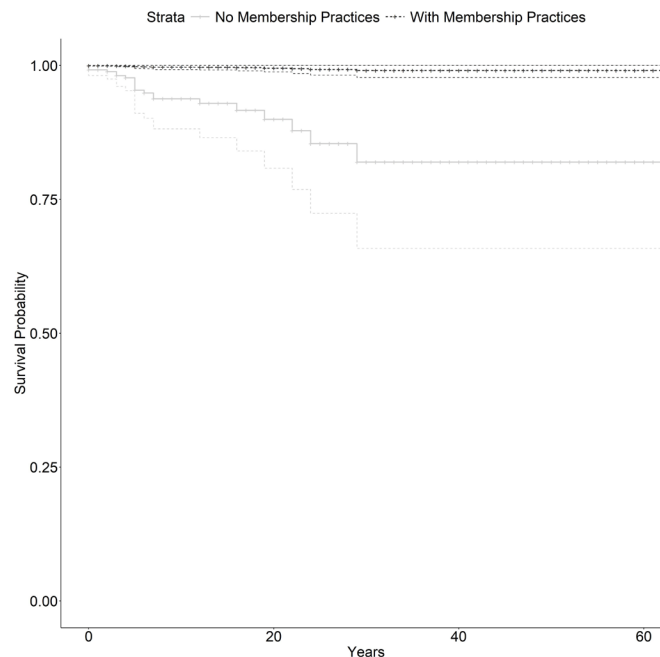 Strata No Membership Practices With Membership Practices
1.00
0.75
0.50
0.25
0.00
Survival Probability
0 20 40 60
Years